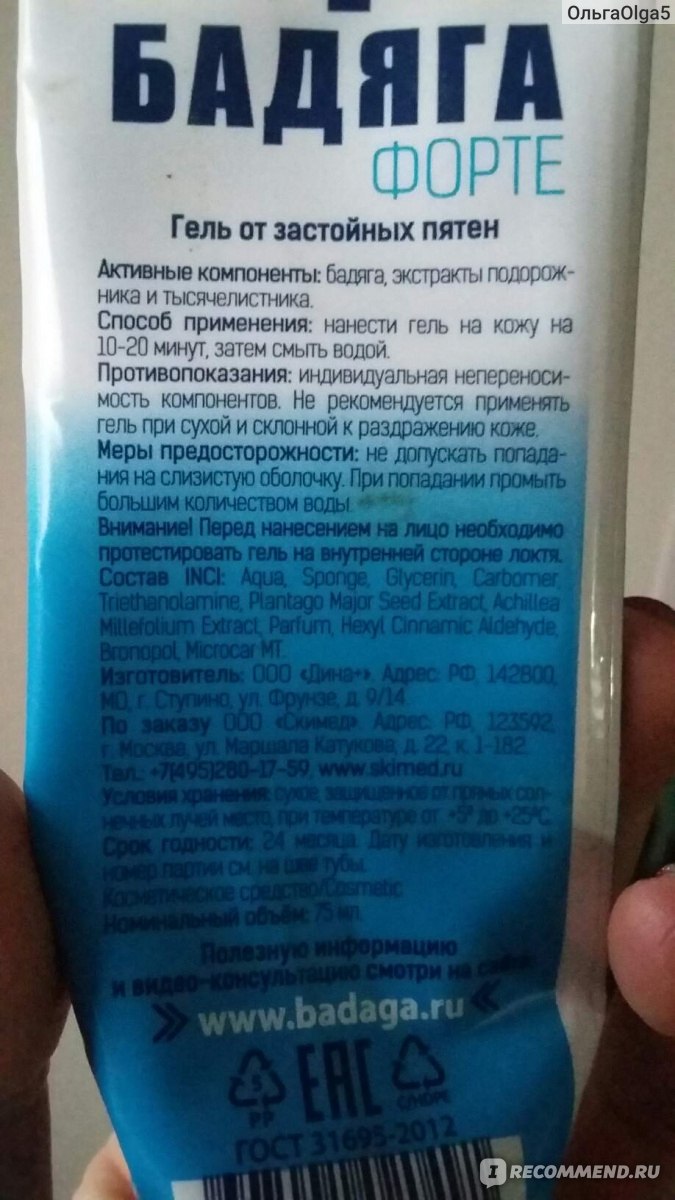 ОльгаOlga5
БАДЯГА
ФОРТЕ
Гель от застойных пятен
Активные компоненты: бадяга, экстракты подорож-
ника и тысячелистника.
Способ применения: нанести гель на кожу на
10-20 минут, затем смыть водой.
Противопоказания: индивидуальная непереноси-
мость компонентов. Не рекомендуется применять
гель при сухой и склонной к раздражению коже.
Меры предосторожности: не допускать попада-
ния на слизистую оболочку. При попадании промыть
большим количеством воды.
Внимание! Перед нанесением на лицо необходимо
протестировать гель на внутренней стороне локтя.
Состав INCI: Aqua, Sponge, Glycerin, Carbomer,
Triethanolamine, Plantago Major Seed Extract, Achillea
Millefolium Extract, Parfum, Hexyl Cinnamic Aldehyde,
Bronopol, Microcar MT.
Изготовитель: ООО «Дина+». Адрес: РФ, 142800,
МО, г. Ступино, ул. Фрунзе, д. 9/14.
По заказу ООО «Скимед». Адрес: РФ, 123592,
г. Москва, ул. Маршала Катукова, д. 22, к. 1-182.
Тел.: +7(495)280-17-59, www.skimed.ru
Условия хранения: сухое, защищенное от прямых сол-
нечных лучей место, при температуре от +5° до +25°С.
Срок годности: 24 месяца. Дату изготовления и
номер партии см. на шве тубы.
Косметическое средство/Cosmetic
Номинальный объём: 75 мл.
Полезную информацию
и видео-консультацию смотри на сайте
www.badaga.ru
5
PP
EAC
C/HDPE
ГОСТ 31695-2012
IRECOMMEND.RU